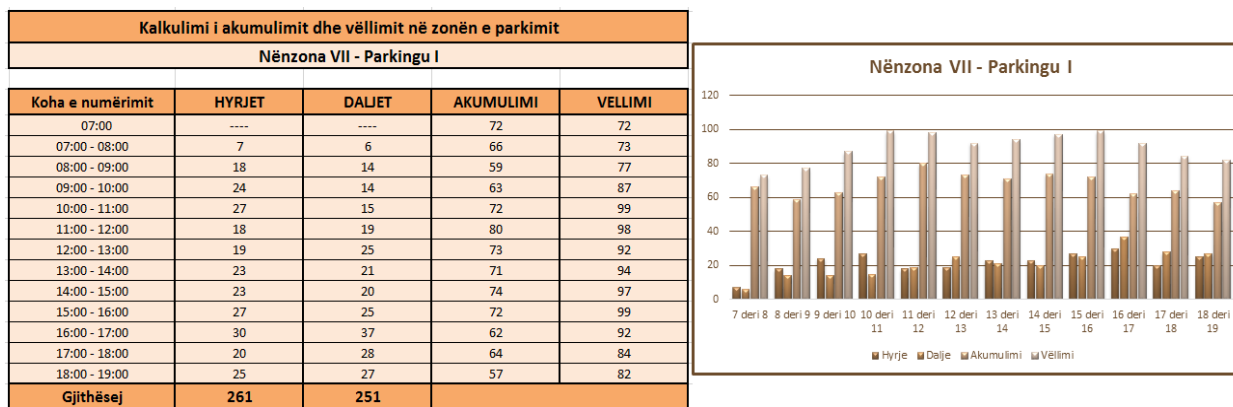 Kalkulimi i akumulimit dhe vëllimit në zonën e parkimit
Nënzona VII - Parkingu I
Koha e numërimit HYRJET DALJET AKUMULIMI VELLIMI
07:00 ---- ---- 72 72
07:00 - 08:00 7 6 66 73
08:00 - 09:00 18 14 59 77
09:00 - 10:00 24 14 63 87
10:00 - 11:00 27 15 72 99
11:00 - 12:00 18 19 80 98
12:00 - 13:00 19 25 73 92
13:00 - 14:00 23 21 71 94
14:00 - 15:00 23 20 74 97
15:00 - 16:00 27 25 72 99
16:00 - 17:00 30 37 62 92
17:00 - 18:00 20 28 64 84
18:00 - 19:00 25 27 57 82
Gjithësej 261 251
Nënzona VII - Parkingu I
120
100
80
60
40
20
0
7 deri 8 8 deri 9 9 deri 10 10 deri 11 11 deri 12 12 deri 13 13 deri 14 14 deri 15 15 deri 16 16 deri 17 17 deri 18 18 deri 19
Hyrje Dalje Akumulimi Vëllimi